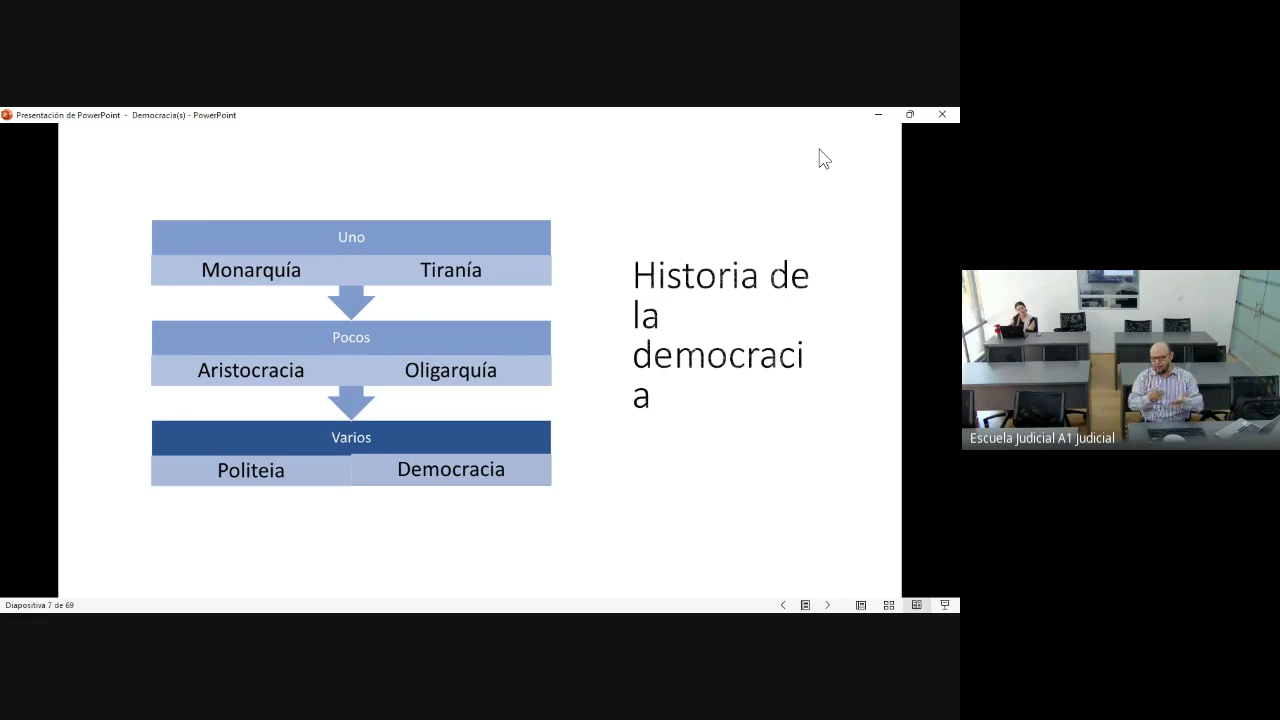 Presentación de PowerPoint - Democracia(s) - PowerPoint
Uno
Monarquía Tiranía
Pocos
Aristocracia Oligarquía
Varios
Politeia Democracia
Historia de
la
democraci
a
Escuela Judicial A1 Judicial
Diapositiva 7 de 69